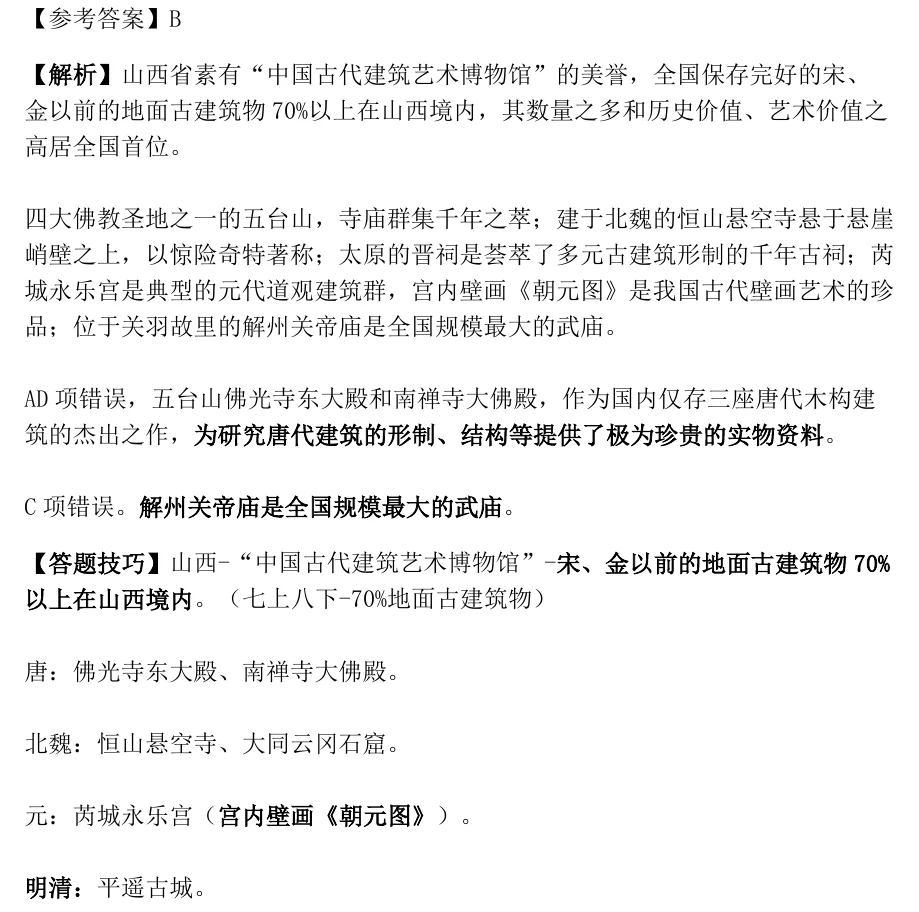 【参考答案】B
【解析】山西省素有“中国古代建筑艺术博物馆”的美誉，全国保存完好的宋、
金以前的地面古建筑物 70%以上在山西境内，其数量之多和历史价值、艺术价值之
高居全国首位。
四大佛教圣地之一的五台山，寺庙群集千年之萃；建于北魏的恒山悬空寺悬于悬崖
峭壁之上，以惊险奇特著称；太原的晋祠是荟萃了多元古建筑形制的千年古祠；芮
城永乐宫是典型的元代道观建筑群，宫内壁画《朝元图》是我国古代壁画艺术的珍
品；位于关羽故里的解州关帝庙是全国规模最大的武庙。
AD 项错误，五台山佛光寺东大殿和南禅寺大佛殿，作为国内仅存三座唐代木构建
筑的杰出之作，为研究唐代建筑的形制、结构等提供了极为珍贵的实物资料。
C 项错误。解州关帝庙是全国规模最大的武庙。
【答题技巧】山西-“中国古代建筑艺术博物馆”-宋、金以前的地面古建筑物 70%
以上在山西境内。（七上八下-70%地面古建筑物）
唐：佛光寺东大殿、南禅寺大佛殿。
北魏：恒山悬空寺、大同云冈石窟。
元：芮城永乐宫（宫内壁画《朝元图》）。
明清：平遥古城。